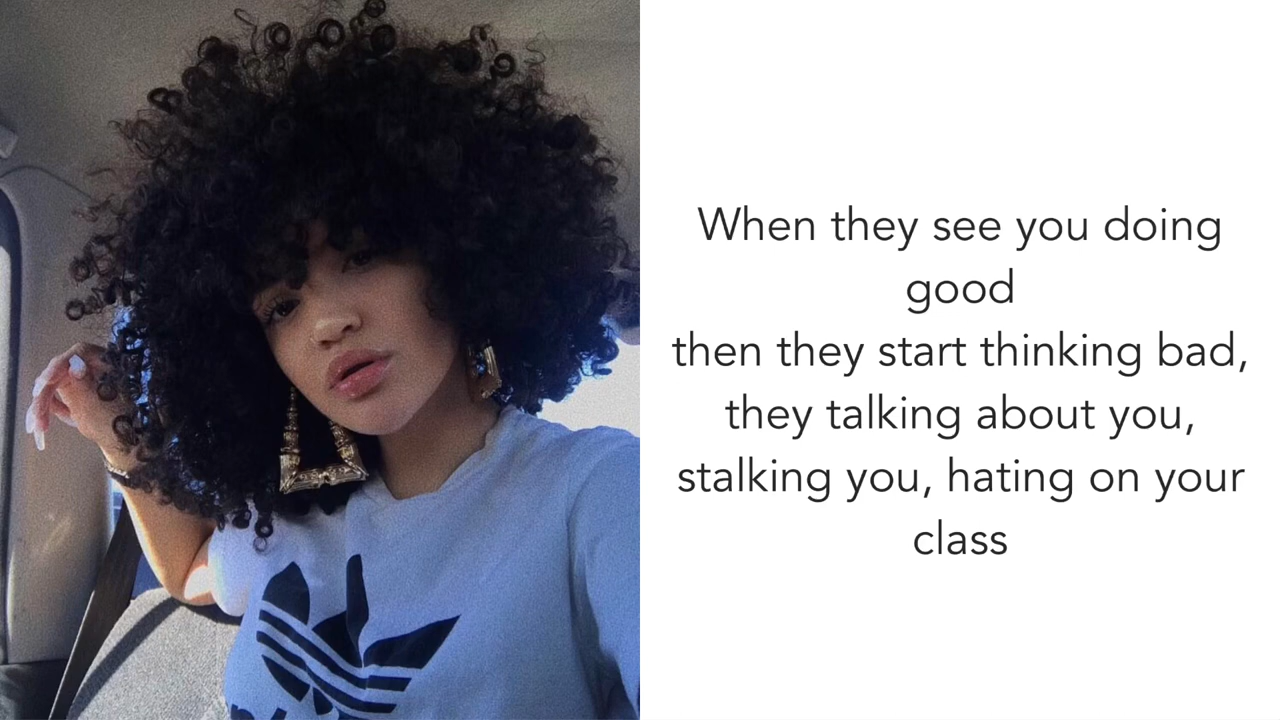 When they see you doing
good
then they start thinking bad,
they talking about you,
stalking you, hating on your
class